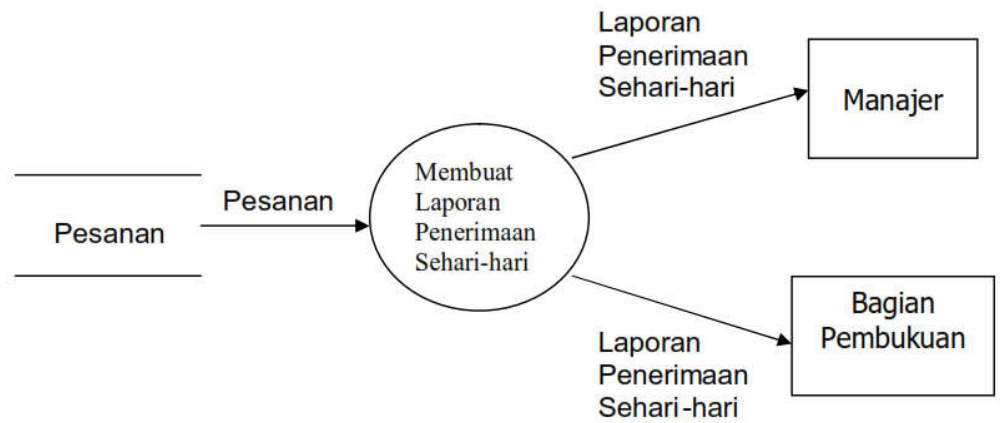 Laporan
Penerimaan
Sehari-hari
Manajer
Membuat
Laporan
Penerimaan
Sehari-hari
Pesanan
Pesanan
Bagian
Pembukuan
Laporan
Penerimaan
Sehari-hari